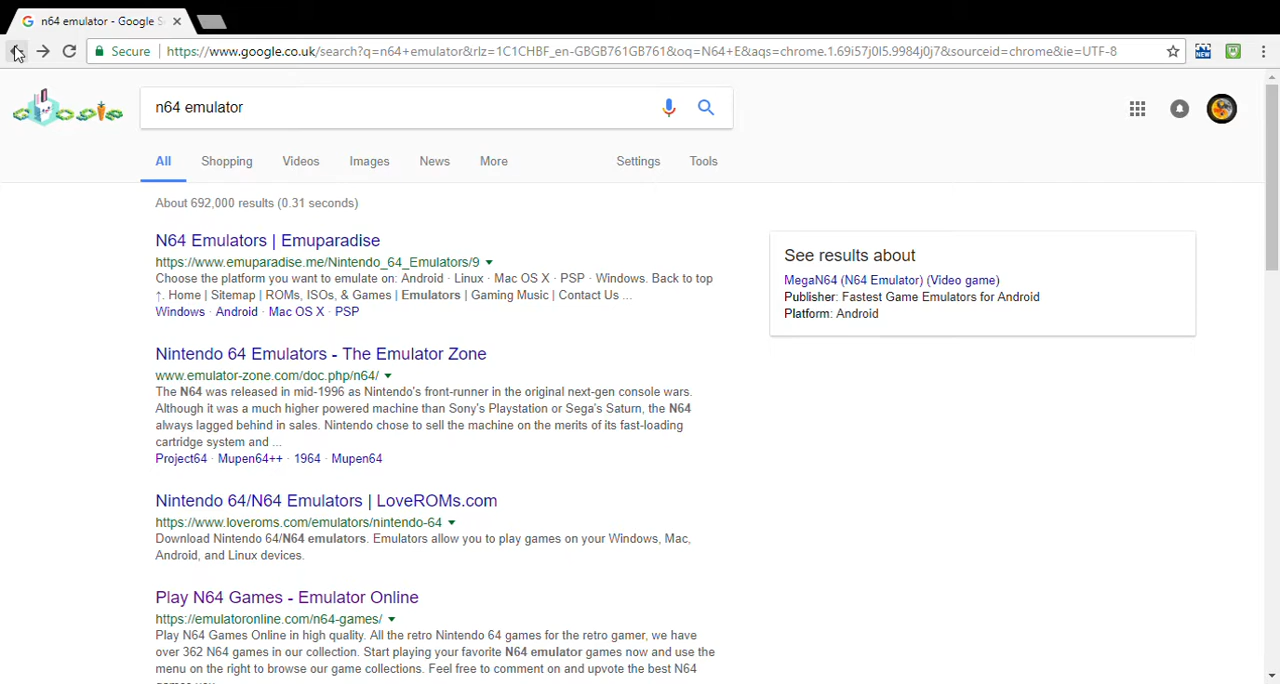 n64 emulator - Google S
Secure https://www.google.co.uk/search?q=n64+emulator&rlz=1C1CHBF_en-GBGB761GB761&oq=N64+E&aqs=chrome.1.69i57j0l5.9984j0j7&sourceid=chrome&ie=UTF-8
NEW
n64 emulator
All Shopping Videos Images News More Settings Tools
About 692,000 results (0.31 seconds)
N64 Emulators | Emuparadise
https://www.emuparadise.me/Nintendo_64_Emulators/9
Choose the platform you want to emulate on: Android · Linux · Mac OS X · PSP · Windows. Back to top
↑. Home | Sitemap | ROMs, ISOs, & Games | Emulators | Gaming Music | Contact Us ...
Windows · Android · Mac OS X · PSP
See results about
MegaN64 (N64 Emulator) (Video game)
Publisher: Fastest Game Emulators for Android
Platform: Android
Nintendo 64 Emulators - The Emulator Zone
www.emulator-zone.com/doc.php/n64/
The N64 was released in mid-1996 as Nintendo's front-runner in the original next-gen console wars.
Although it was a much higher powered machine than Sony's Playstation or Sega's Saturn, the N64
always lagged behind in sales. Nintendo chose to sell the machine on the merits of its fast-loading
cartridge system and ...
Project64 · Mupen64++ · 1964 · Mupen64
Nintendo 64/N64 Emulators | LoveROMs.com
https://www.loveroms.com/emulators/nintendo-64
Download Nintendo 64/N64 emulators. Emulators allow you to play games on your Windows, Mac,
Android, and Linux devices.
Play N64 Games - Emulator Online
https://emulatoronline.com/n64-games/
Play N64 Games Online in high quality. All the retro Nintendo 64 games for the retro gamer, we have
over 362 N64 games in our collection. Start playing your favorite N64 emulator games now and use the
menu on the right to browse our game collections. Feel free to comment on and upvote the best N64